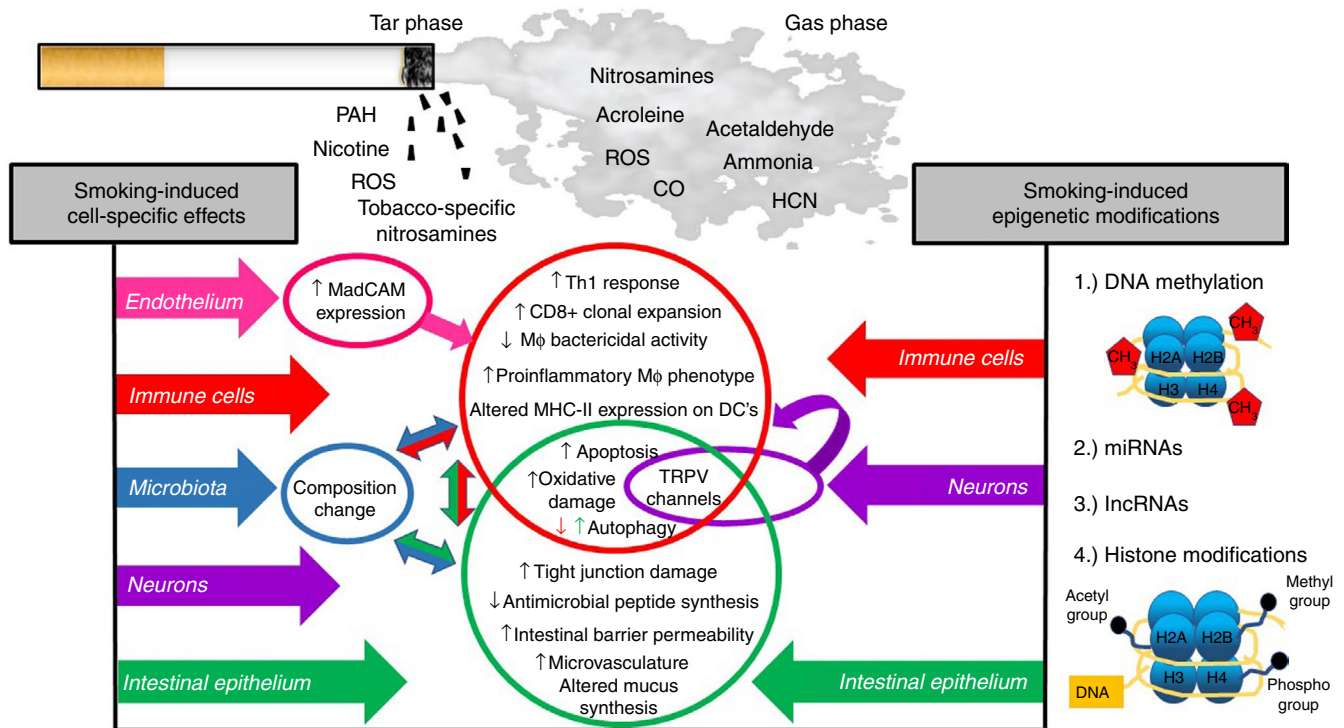 Tar phase
Gas phase
PAH
Nicotine
ROS
Tobacco-specific
nitrosamines
Nitrosamines
Acroleine
Acetaldehyde
ROS
Ammonia
CO
HCN
Smoking-induced
cell-specific effects
Smoking-induced
epigenetic modifications
Endothelium
↑ MadCAM
expression
Immune cells
Microbiota
Composition
change
Neurons
Intestinal epithelium
↑Th1 response
↑ CD8+ clonal expansion
↓ Mϕ bactericidal activity
↑Proinflammatory Mϕ phenotype
Altered MHC-II expression on DC's
↑ Apoptosis
↑Oxidative
damage
↓ ↑Autophagy
TRPV
channels
↑Tight junction damage
↓Antimicrobial peptide synthesis
↑Intestinal barrier permeability
↑Microvasculature
Altered mucus
synthesis
Immune cells
Neurons
Intestinal epithelium
1.) DNA methylation
CH3
CH3
H2A
H2B
H3
H4
CH3
2.) miRNAs
3.) lncRNAs
4.) Histone modifications
Acetyl
group
Methyl
group
H2A
H2B
H3
H4
DNA
Phospho
group